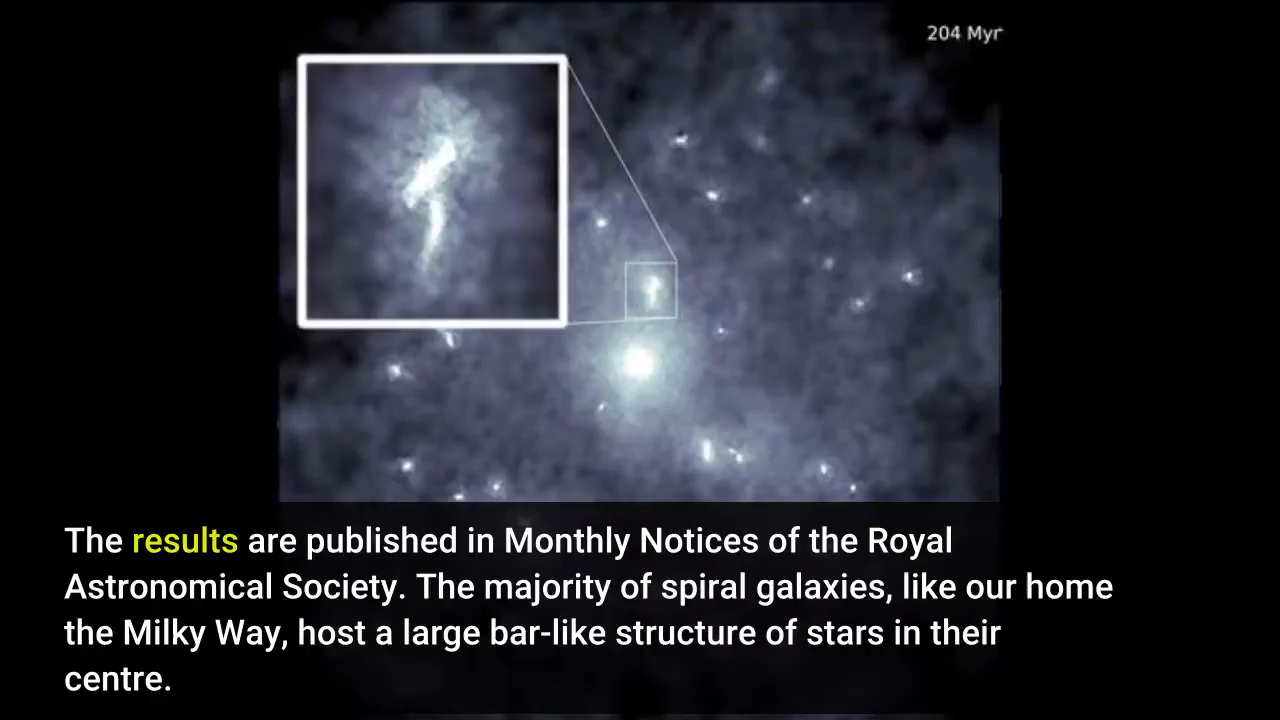 204 Myr
The results are published in Monthly Notices of the Royal
Astronomical Society. The majority of spiral galaxies, like our home
the Milky Way, host a large bar-like structure of stars in their
centre.